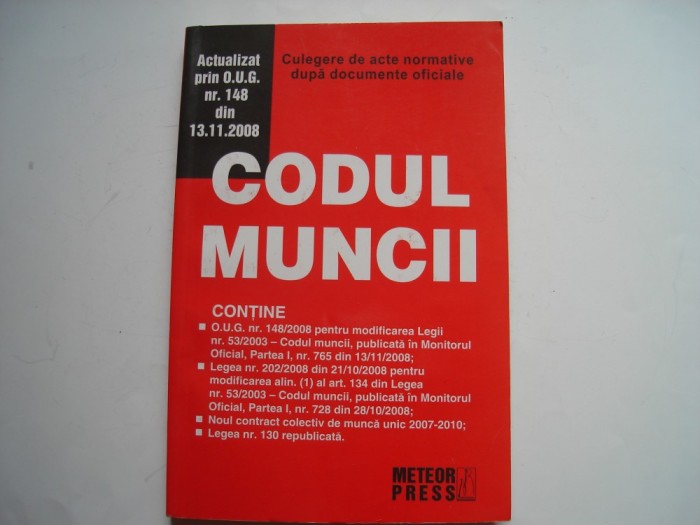 Actualizat
prin O.U.G.
nr. 148
din
13.11.2008
Culegere de acte normative
după documente oficiale
CODUL
MUNCII
CONȚINE
■ O.U.G. nr. 148/2008 pentru modificarea Legii
nr. 53/2003 – Codul muncii, publicată în Monitorul
Oficial, Partea I, nr. 765 din 13/11/2008;
■ Legea nr. 202/2008 din 21/10/2008 pentru
modificarea alin. (1) al art. 134 din Legea
nr. 53/2003 – Codul muncii, publicată în Monitorul
Oficial, Partea I, nr. 728 din 28/10/2008;
■ Noul contract colectiv de muncă unic 2007-2010;
■ Legea nr. 130 republicată.
METEOR
PRESS